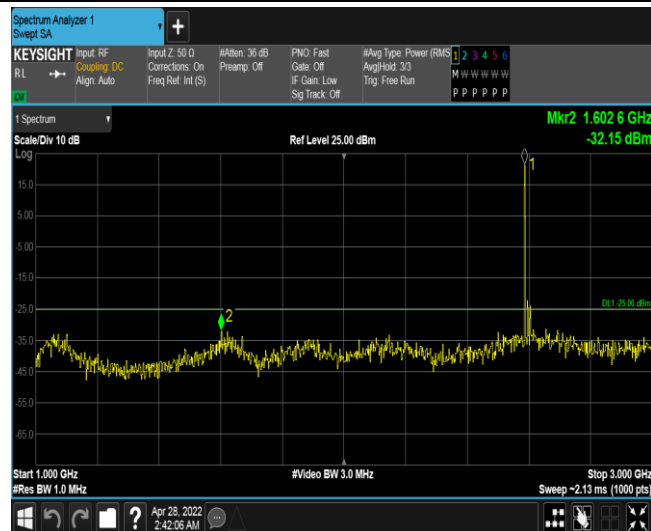 Spectrum Analyzer 1
Swept SA
KEYSIGHT Input: RF Input Z: 50 Ω #Atten: 36 dB PNO: Fast #Avg Type: Power (RMS 1 2 3 4 5 6
RL Coupling: DC Corrections: On Preamp: Off Gate: Off Avg|Hold: 3/3 M W W W W W
Align: Auto Freq Ref: Int (S) IF Gain: Low Trig: Free Run
Sig Track: Off P P P P P P
1 Spectrum Mkr2 1.602 6 GHz
Scale/Div 10 dB Ref Level 25.00 dBm -32.15 dBm
Log
1
15.0
5.00
-5.00
-15.0
-25.0 DL1 -25.00 dBm
2
-35.0
-45.0
-55.0
-65.0
Start 1.000 GHz #Video BW 3.0 MHz Stop 3.000 GHz
#Res BW 1.0 MHz Sweep ~2.13 ms (1000 pts)
Apr 28, 2022
2:42:06 AM